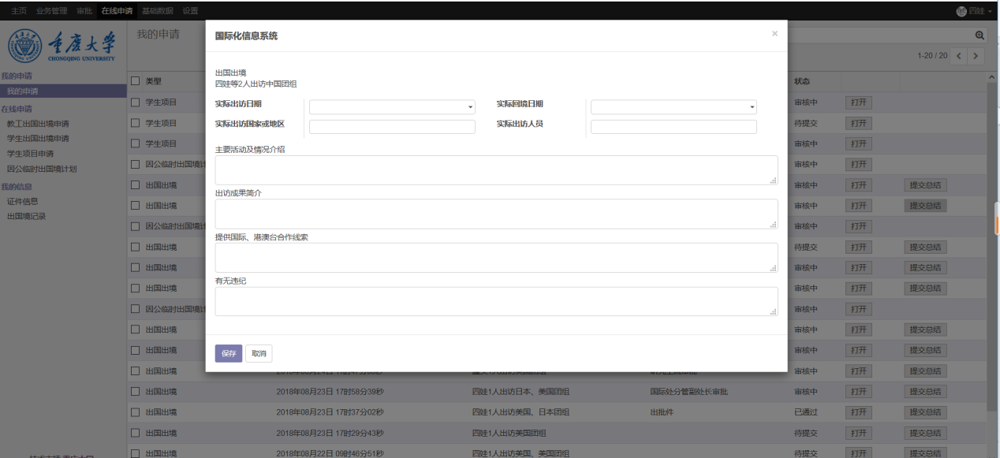 主页 业务管理 审批 在线申请 基础数据 设置 四娃
重庆大学
CHONGQING UNIVERSITY
我的申请
我的申请
在线申请
教工出国出境申请
学生出国出境申请
学生项目申请
因公临时出国境计划
我的信息
证件信息
出国境记录
我的申请
1-20 / 20
国际化信息系统 ×
出国出境
四娃等2人出访中国团组
实际出访日期 实际回境日期
实际出访国家或地区 实际出访人员
主要活动及情况介绍
出访成果简介
提供国际、港澳台合作线索
有无违纪
保存 取消
类型 状态
学生项目 审核中 打开
学生项目 待提交 打开
学生项目 审核中 打开
因公临时出国境计 审核中 打开
出国出境 审核中 打开 提交总结
出国出境 审核中 打开 提交总结
因公临时出国境计 审核中 打开
出国出境 待提交 打开 提交总结
出国出境 审核中 打开 提交总结
出国出境 审核中 打开 提交总结
因公临时出国境计 审核中 打开
出国出境 审核中 打开 提交总结
出国出境 审核中 打开 提交总结
出国出境 审核中 打开 提交总结
出国出境 2018年08月23日 17时58分39秒 四娃1人出访日本、美国团组 国际处分管副处长审批 审核中 打开 提交总结
出国出境 2018年08月23日 17时37分02秒 四娃1人出访美国、日本团组 出批件 已通过 打开 提交总结
出国出境 2018年08月23日 17时29分43秒 四娃1人出访美国团组 待提交 打开 提交总结
出国出境 2018年08月22日 09时46分51秒 四娃1人出访美国、美国团组 待提交 打开 提交总结